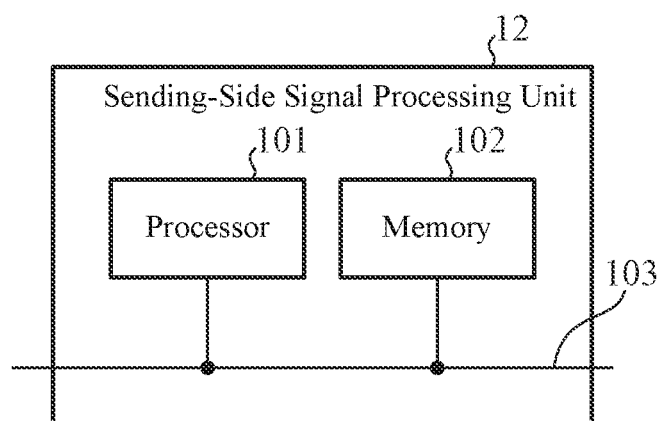 12
Sending-Side Signal Processing Unit
101
102
Processor
Memory
103